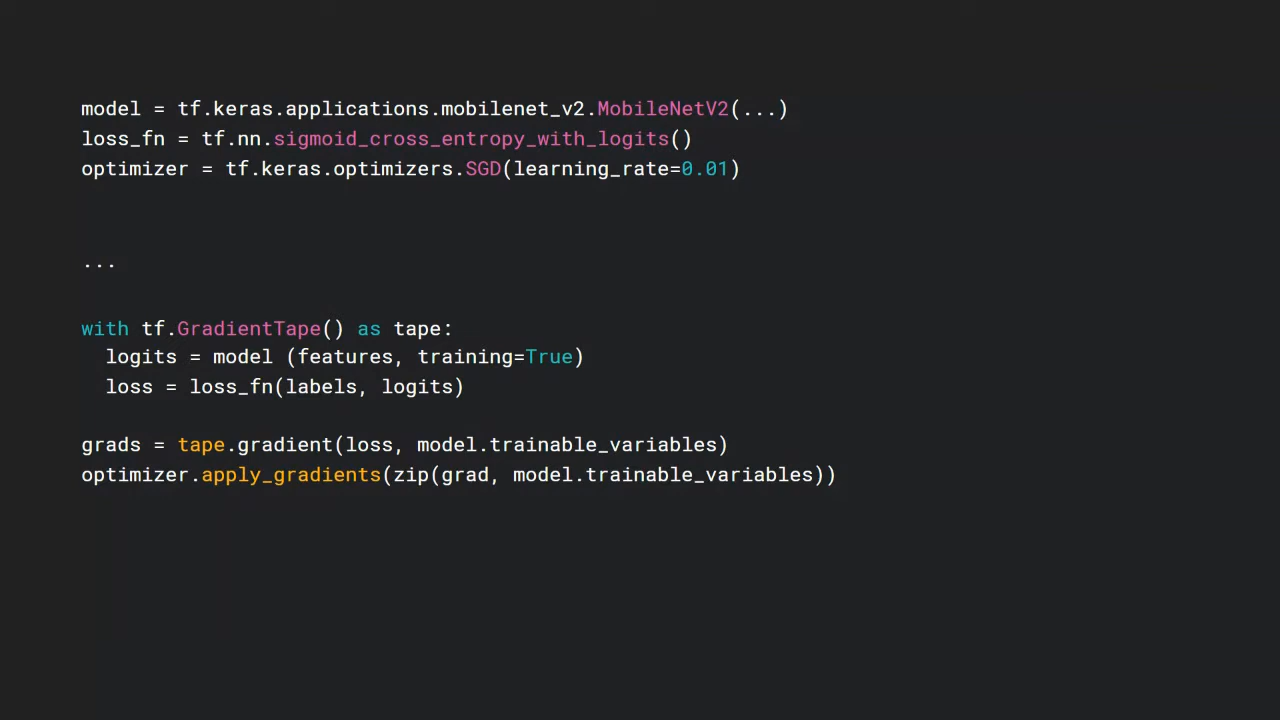 model = tf.keras.applications.mobilenet_v2.MobileNetV2(...)
loss_fn = tf.nn.sigmoid_cross_entropy_with_logits()
optimizer = tf.keras.optimizers.SGD(learning_rate=0.01)
...
with tf.GradientTape() as tape:
  logits = model (features, training=True)
  loss = loss_fn(labels, logits)
grads = tape.gradient(loss, model.trainable_variables)
optimizer.apply_gradients(zip(grad, model.trainable_variables))